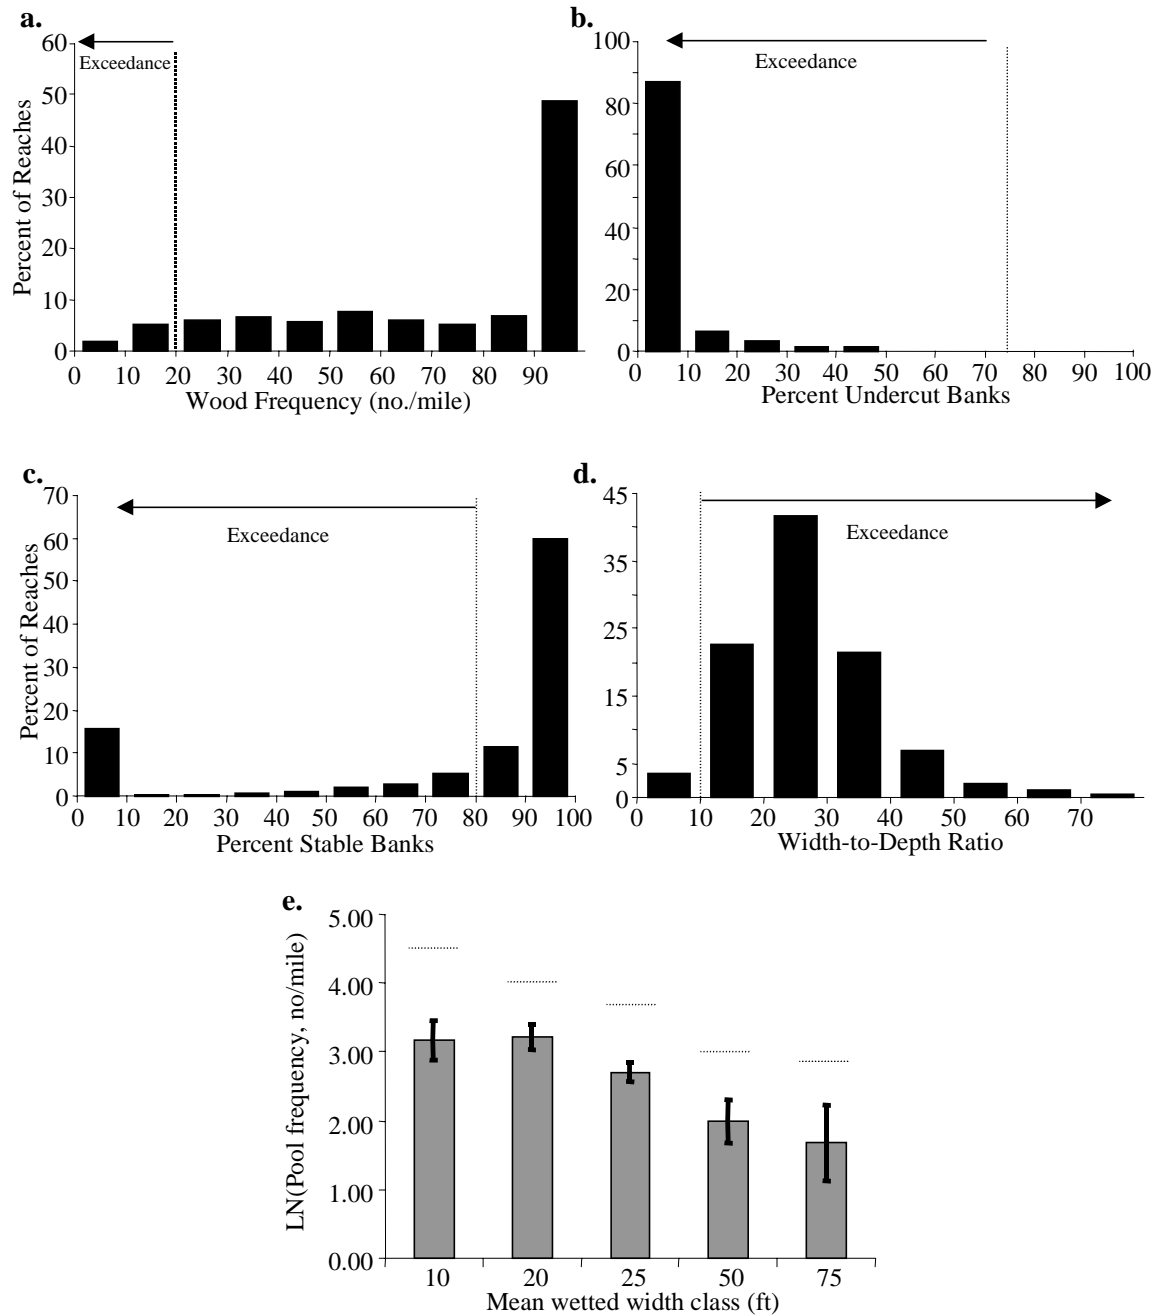 a.
60
50
40
30
20
10
0
Percent of Reaches
Exceedance
0 10 20 30 40 50 60 70 80 90
Wood Frequency (no./mile)
b.
100
80
60
40
20
0
Exceedance
0 10 20 30 40 50 60 70 80 90 100
Percent Undercut Banks
c.
70
60
50
40
30
20
10
0
Percent of Reaches
Exceedance
0 10 20 30 40 50 60 70 80 90 100
Percent Stable Banks
d.
45
35
25
15
5
0
Exceedance
0 10 20 30 40 50 60 70
Width-to-Depth Ratio
e.
5.00
4.00
3.00
2.00
1.00
0.00
LN(Pool frequency, no/mile)
10 20 25 50 75
Mean wetted width class (ft)